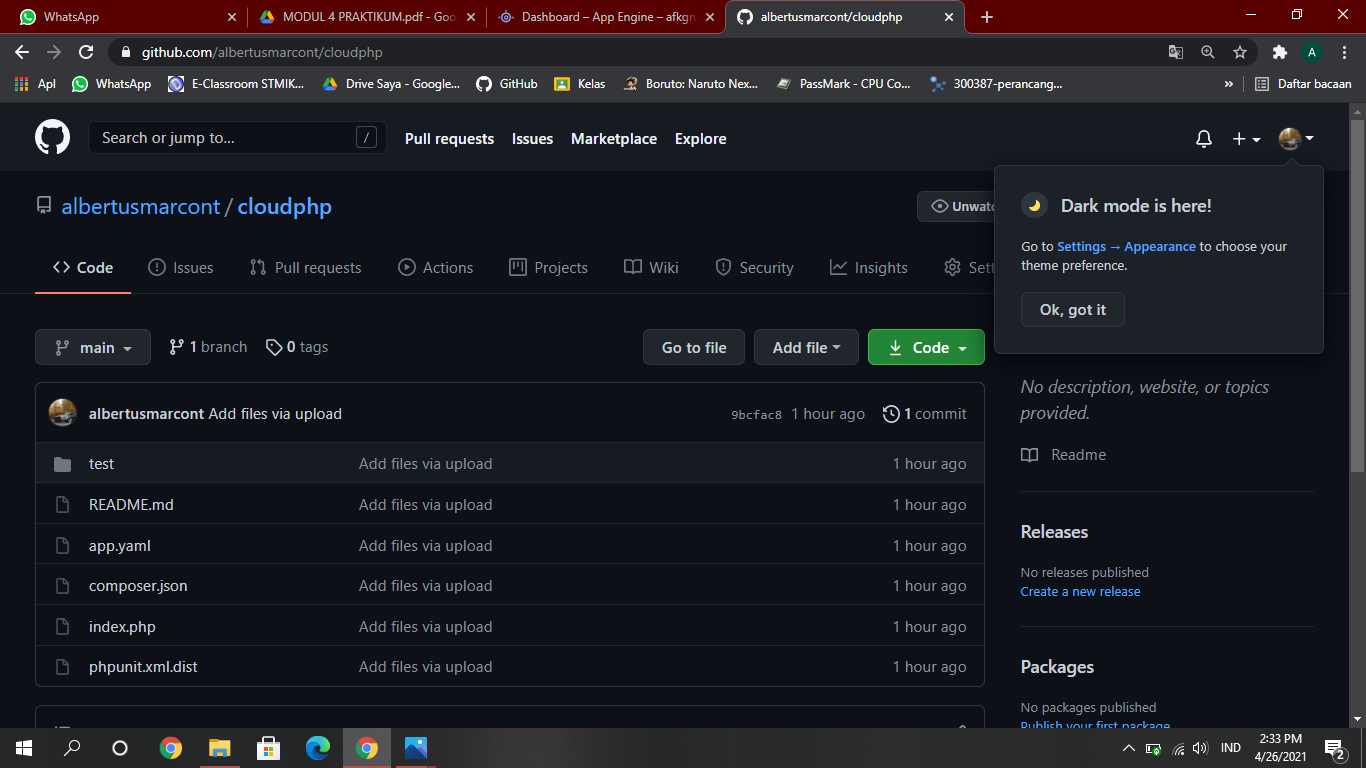 WhatsApp
MODUL 4 PRAKTIKUM.pdf - Goo
Dashboard – App Engine – afkgru
albertusmarcont/cloudphp
github.com/albertusmarcont/cloudphp
A
Apl
WhatsApp
E-Classroom STMIK...
Drive Saya - Google...
GitHub
Kelas
Boruto: Naruto Nex...
PassMark - CPU Co...
300387-perancang...
»
Daftar bacaan
Search or jump to...
/
Pull requests
Issues
Marketplace
Explore
albertusmarcont / cloudphp
Unwatc
Dark mode is here!
Go to Settings → Appearance to choose your
theme preference.
Ok, got it
Code
Issues
Pull requests
Actions
Projects
Wiki
Security
Insights
Sett
main
1 branch
0 tags
Go to file
Add file
Code
No description, website, or topics
provided.
Readme
albertusmarcont Add files via upload
9bcfac8 1 hour ago
1 commit
test Add files via upload 1 hour ago
README.md Add files via upload 1 hour ago
app.yaml Add files via upload 1 hour ago
composer.json Add files via upload 1 hour ago
index.php Add files via upload 1 hour ago
phpunit.xml.dist Add files via upload 1 hour ago
Releases
No releases published
Create a new release
Packages
No packages published
Publish your first package
IND
2:33 PM
4/26/2021
2